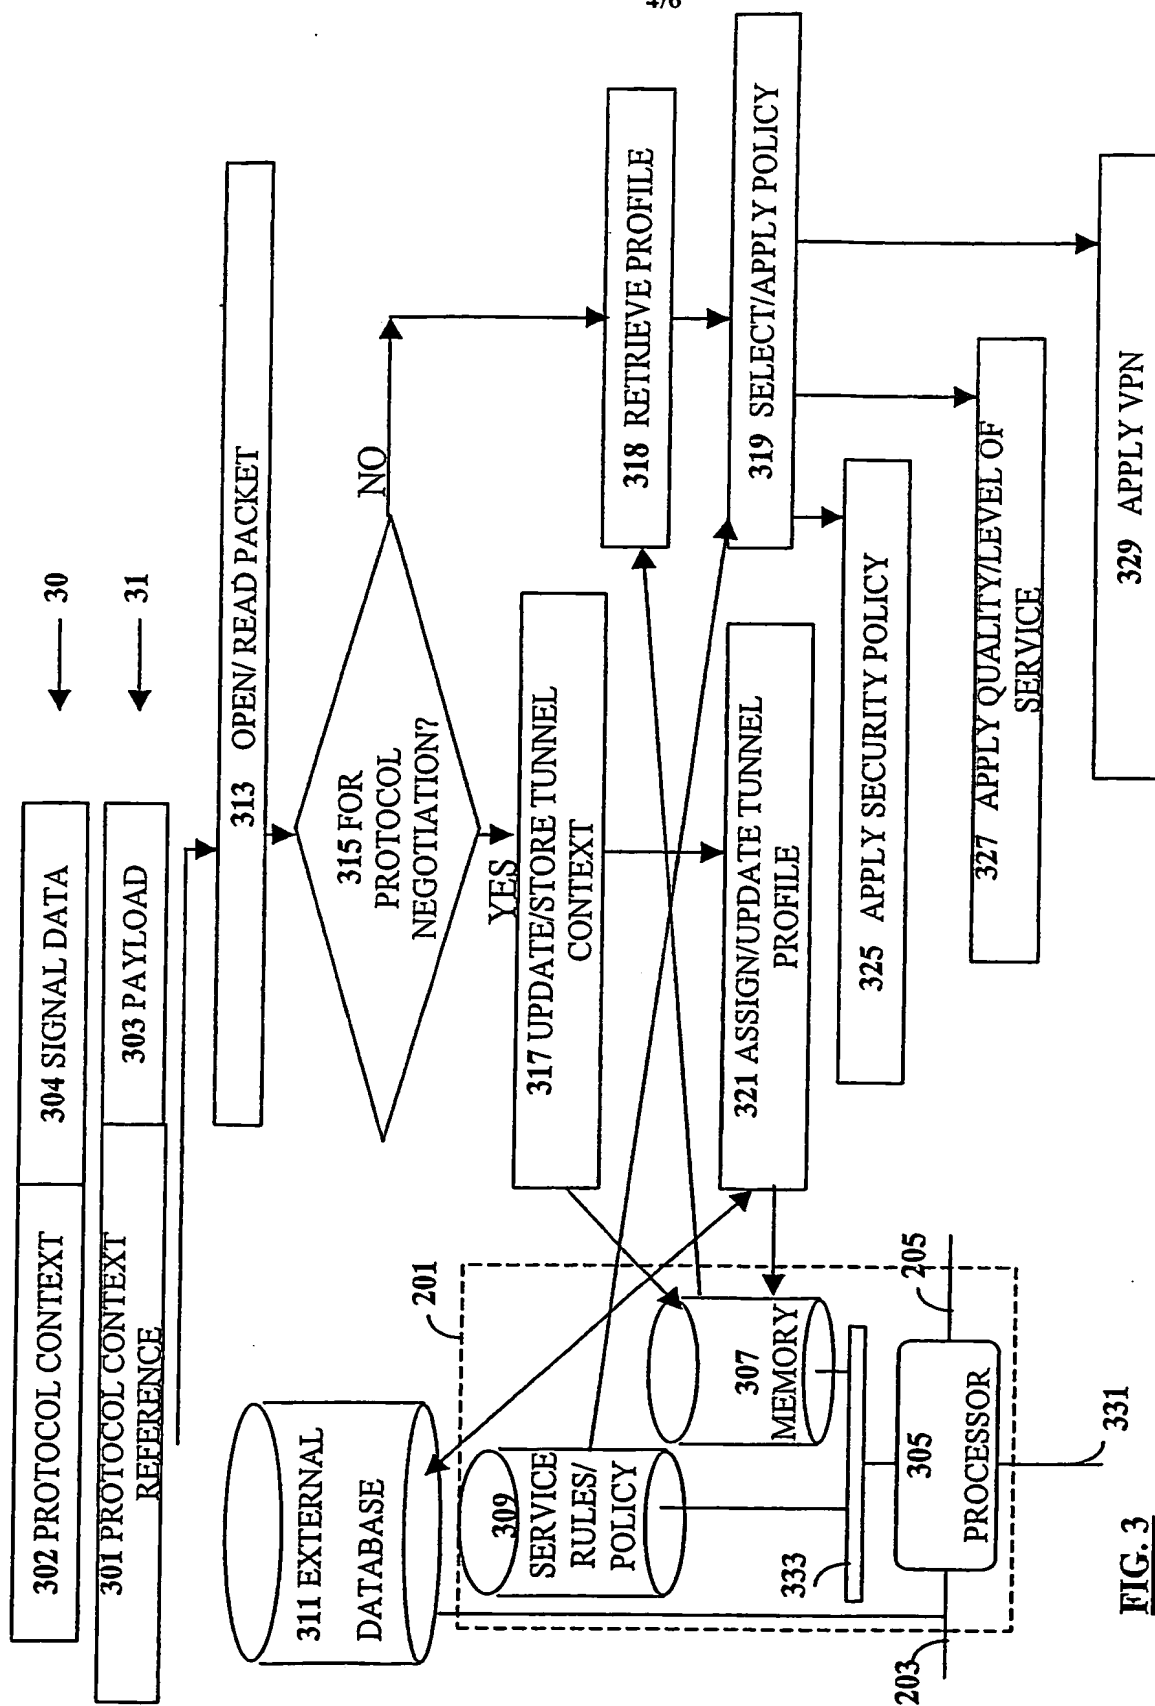 4/6
302 PROTOCOL CONTEXT
304 SIGNAL DATA
30
301 PROTOCOL CONTEXT
REFERENCE
303 PAYLOAD
31
313 OPEN/ READ PACKET
315 FOR
PROTOCOL
NEGOTIATION?
NO
YES
317 UPDATE/STORE TUNNEL
CONTEXT
318 RETRIEVE PROFILE
321 ASSIGN/UPDATE TUNNEL
PROFILE
319 SELECT/APPLY POLICY
325 APPLY SECURITY POLICY
327 APPLY QUALITY/LEVEL OF
SERVICE
329 APPLY VPN
311 EXTERNAL
DATABASE
201
309
SERVICE
RULES/
POLICY
307
MEMORY
333
305
PROCESSOR
203
205
331
FIG. 3